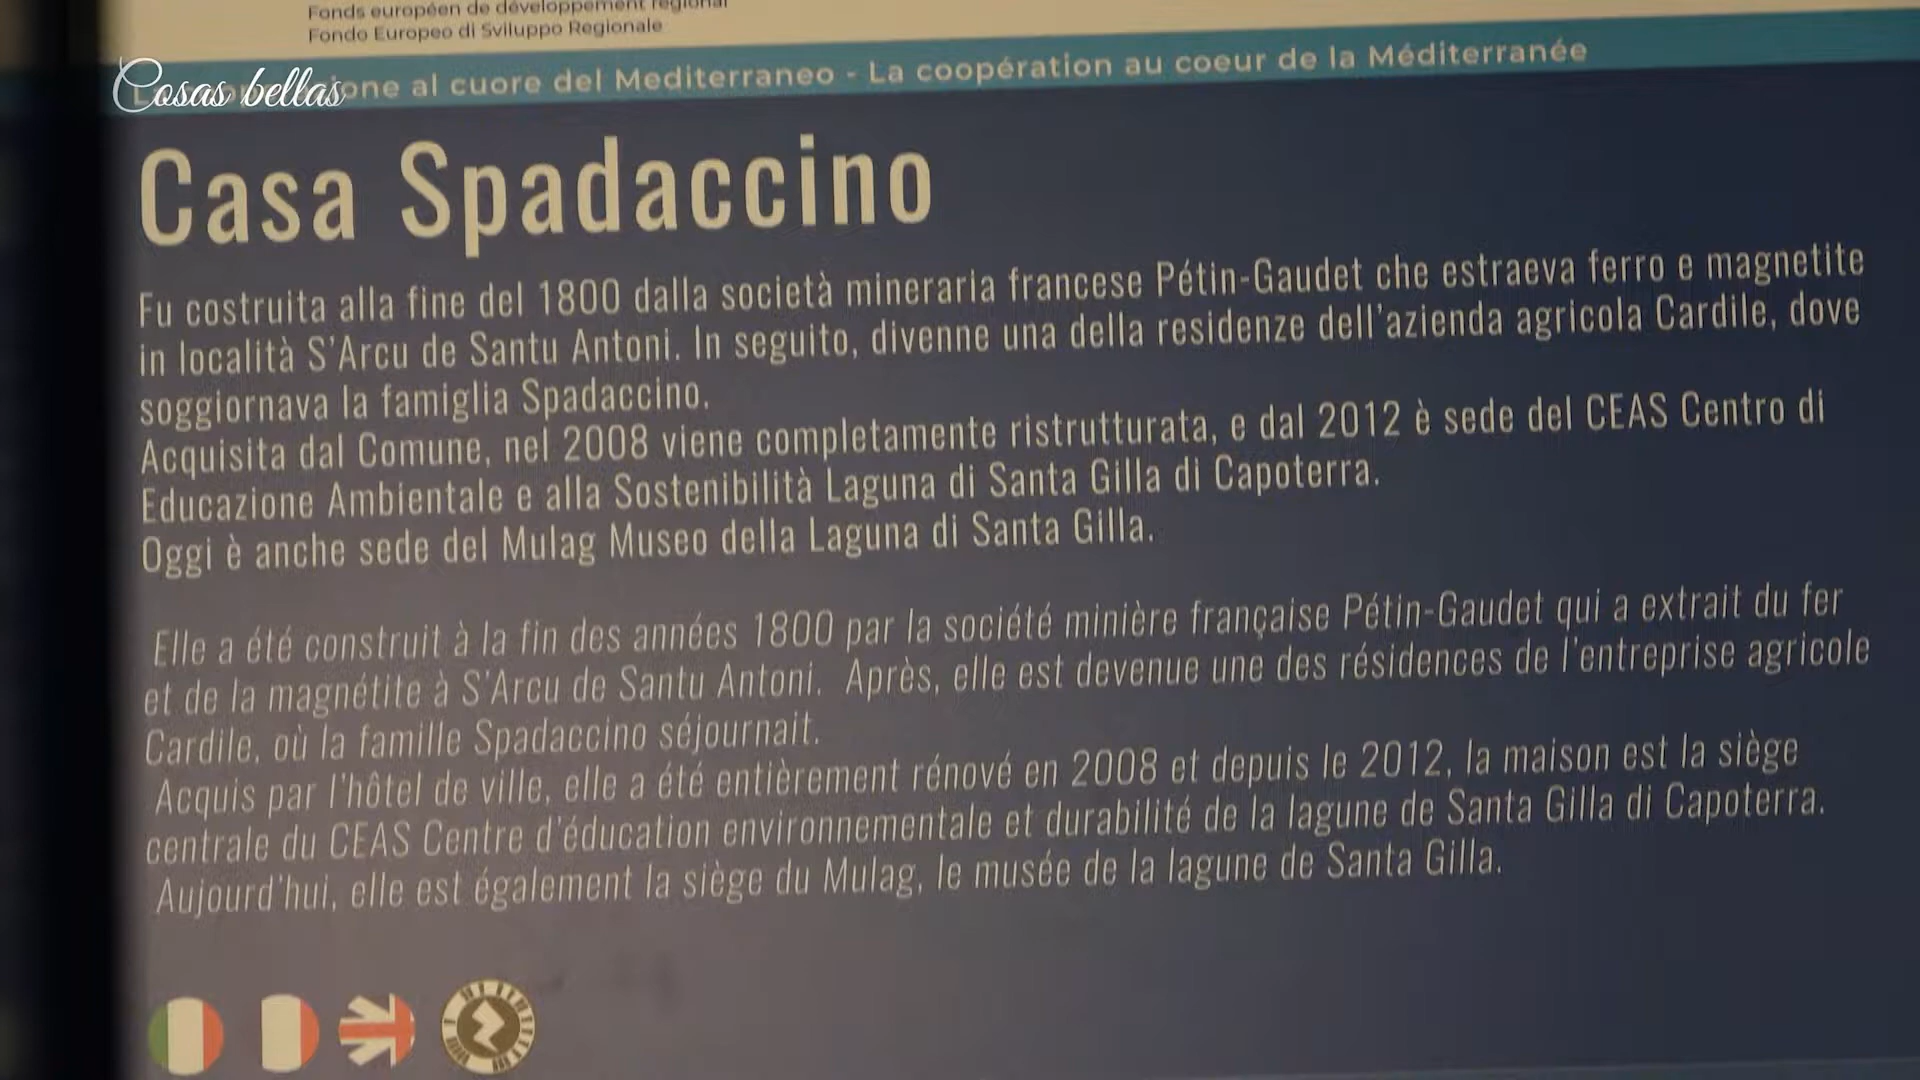 Fonds européen de développement régional
Fondo Europeo di Sviluppo Regionale
one al cuore del Mediterraneo - La coopération au coeur de la Méditerranée
Cosas bellas
Casa Spadaccino
Fu costruita alla fine del 1800 dalla società mineraria francese Pétin-Gaudet che estraeva ferro e magnetite
in località S'Arcu de Santu Antoni. In seguito, divenne una della residenze dell'azienda agricola Cardile, dove
soggiornava la famiglia Spadaccino.
Acquisita dal Comune, nel 2008 viene completamente ristrutturata, e dal 2012 è sede del CEAS Centro di
Educazione Ambientale e alla Sostenibilità Laguna di Santa Gilla di Capoterra.
Oggi è anche sede del Mulag Museo della Laguna di Santa Gilla.
Elle a été construit à la fin des années 1800 par la société minière française Pétin-Gaudet qui a extrait du fer
et de la magnétite à S'Arcu de Santu Antoni. Après, elle est devenue une des résidences de l'entreprise agricole
Cardile, où la famille Spadaccino séjournait.
Acquis par l'hôtel de ville, elle a été entièrement rénové en 2008 et depuis le 2012, la maison est la siège
centrale du CEAS Centre d'éducation environnementale et durabilité de la lagune de Santa Gilla di Capoterra.
Aujourd'hui, elle est également la siège du Mulag, le musée de la lagune de Santa Gilla.